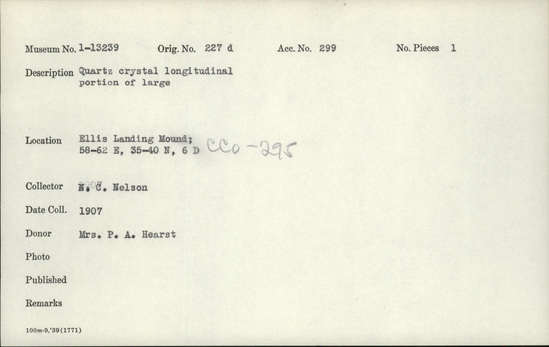 Museum No. 1-13239 Orig. No. 227 d Acc. No. 299 No. Pieces 1
Description Quartz crystal longitudinal
portion of large
Location Ellis Landing Mound;
58-62 E, 35-40 N, 6 D CCo-295
Collector N. C. Nelson
Date Coll. 1907
Donor Mrs. P. A. Hearst
Photo
Published
Remarks
100m-9,'39(1771)